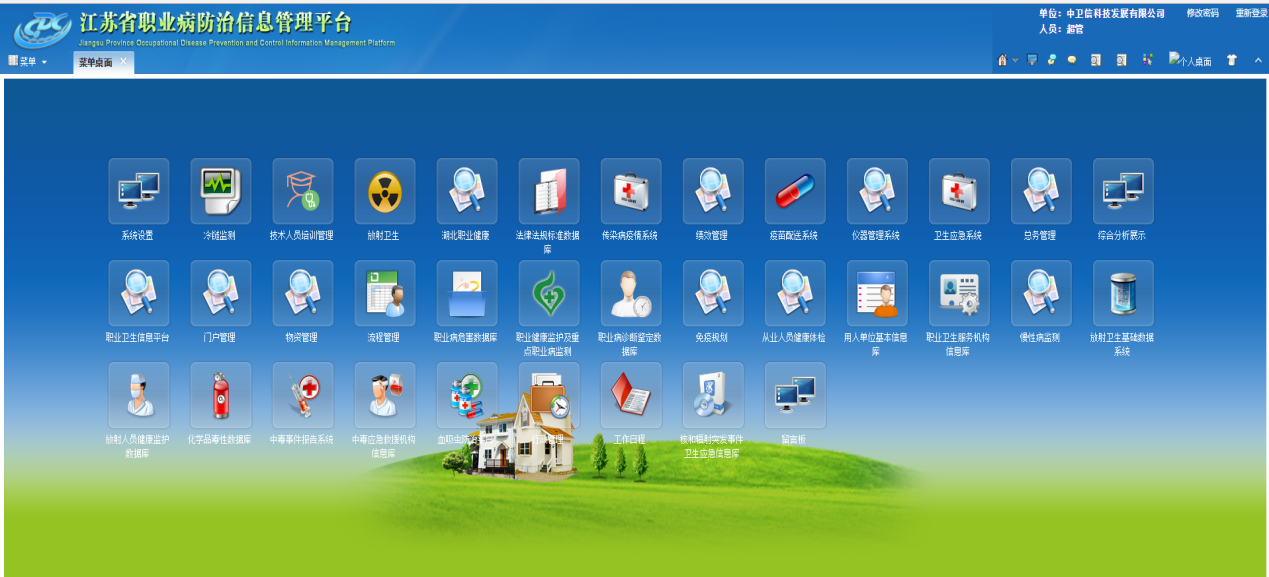 江苏省职业病防治信息管理平台
Jiangsu Province Occupational Disease Prevention and Control Information Management Platform
单位：中卫信科技发展有限公司 修改密码 重新登录
人员：超管
菜单 菜单桌面 个人桌面
系统设置 冷链监测 技术人员培训管理 放射卫生 湖北职业健康 法律法规标准数据 传染病疫情系统 绩效管理 疫苗配送系统 仪器管理系统 卫生应急系统 总务管理 综合分析展示
库
职业卫生信息平台 门户管理 物资管理 流程管理 职业病危害数据库 职业健康监护及重 职业病诊断鉴定数 免疫规划 从业人员健康体检 用人单位基本信息 职业卫生服务机构 慢性病监测 放射卫生基础数据
点职业病监测 据库 库 信息库 系统
放射人员健康监护 化学品毒性数据库 中毒事件报告系统 中毒应急救援机构 血吸虫防治 管理 工作日程 核和辐射突发事件 留言板
数据库 信息库 卫生应急信息库